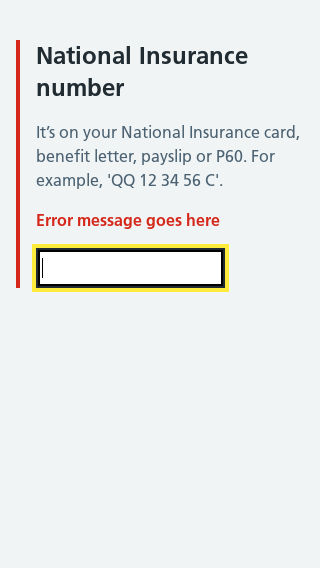 National Insurance
number
It’s on your National Insurance card,
benefit letter, payslip or P60. For
example, 'QQ 12 34 56 C'.
Error message goes here